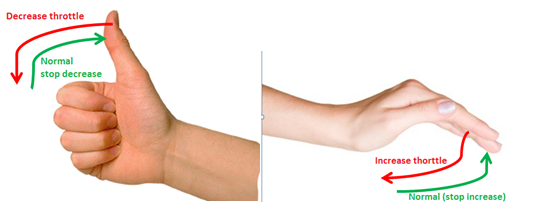 Decrease throttle
Normal
stop decrease
Increase thorttle
Normal (stop increase)